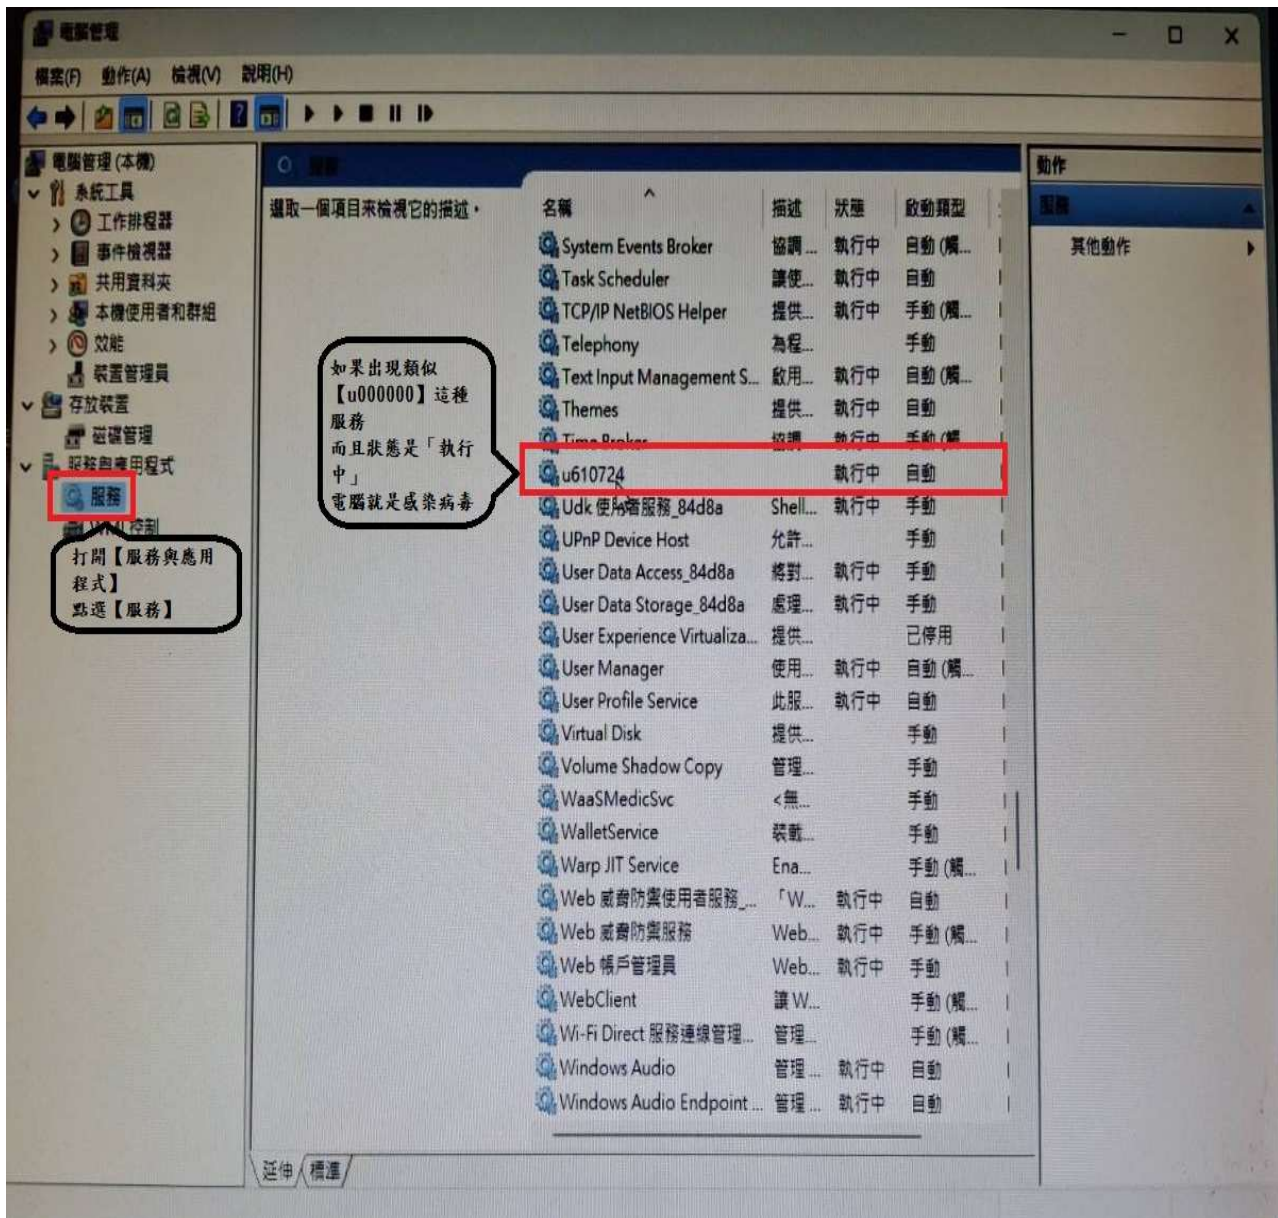 電腦管理
檔案(F) 動作(A) 檢視(V) 說明(H)
電腦管理 (本機)
系統工具
工作排程器
事件檢視器
共用資料夾
本機使用者和群組
效能
裝置管理員
存放裝置
磁碟管理
服務與應用程式
服務
WMI 控制
打開【服務與應用
程式】
點選【服務】
服務
選取一個項目來檢視它的描述。
如果出現類似
【u000000】這種
服務
而且狀態是「執行
中」
電腦就是感染病毒
名稱 描述 狀態 啟動類型
System Events Broker 協調... 執行中 自動 (觸...
Task Scheduler 讓使... 執行中 自動
TCP/IP NetBIOS Helper 提供... 執行中 手動 (觸...
Telephony 為程... 手動
Text Input Management S... 啟用... 執行中 自動 (觸...
Themes 提供... 執行中 自動
Time Broker 協調... 執行中 手動 (觸...
u610724 執行中 自動
Udk 使用者服務_84d8a Shell... 執行中 手動
UPnP Device Host 允許... 手動
User Data Access_84d8a 將對... 執行中 手動
User Data Storage_84d8a 處理... 執行中 手動
User Experience Virtualiza... 提供... 已停用
User Manager 使用... 執行中 自動 (觸...
User Profile Service 此服... 執行中 自動
Virtual Disk 提供... 手動
Volume Shadow Copy 管理... 手動
WaaSMedicSvc <無... 手動
WalletService 裝載... 手動
Warp JIT Service Ena... 手動 (觸...
Web 威脅防禦使用者服務_... 「W... 執行中 自動
Web 威脅防禦服務 Web... 執行中 手動 (觸...
Web 帳戶管理員 Web... 執行中 手動
WebClient 讓 W... 手動 (觸...
Wi-Fi Direct 服務連線管理... 管理... 手動 (觸...
Windows Audio 管理 ... 執行中 自動
Windows Audio Endpoint ... 管理 ... 執行中 自動
延伸 標準
動作
服務
其他動作